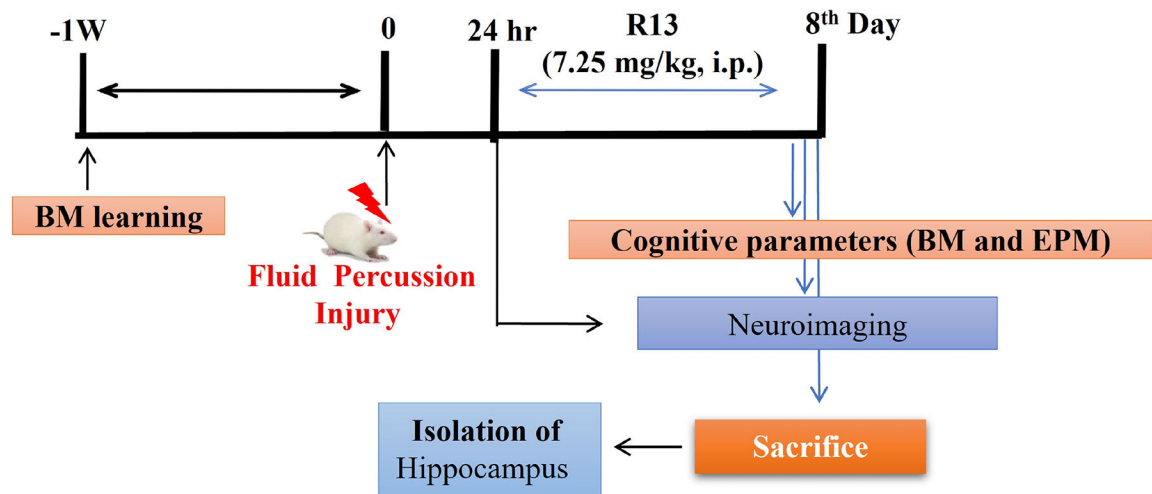 -1W
0
24 hr
R13
8th Day
(7.25 mg/kg, i.p.)
BM learning
Fluid Percussion
Injury
Cognitive parameters (BM and EPM)
Neuroimaging
Isolation of
Hippocampus
Sacrifice